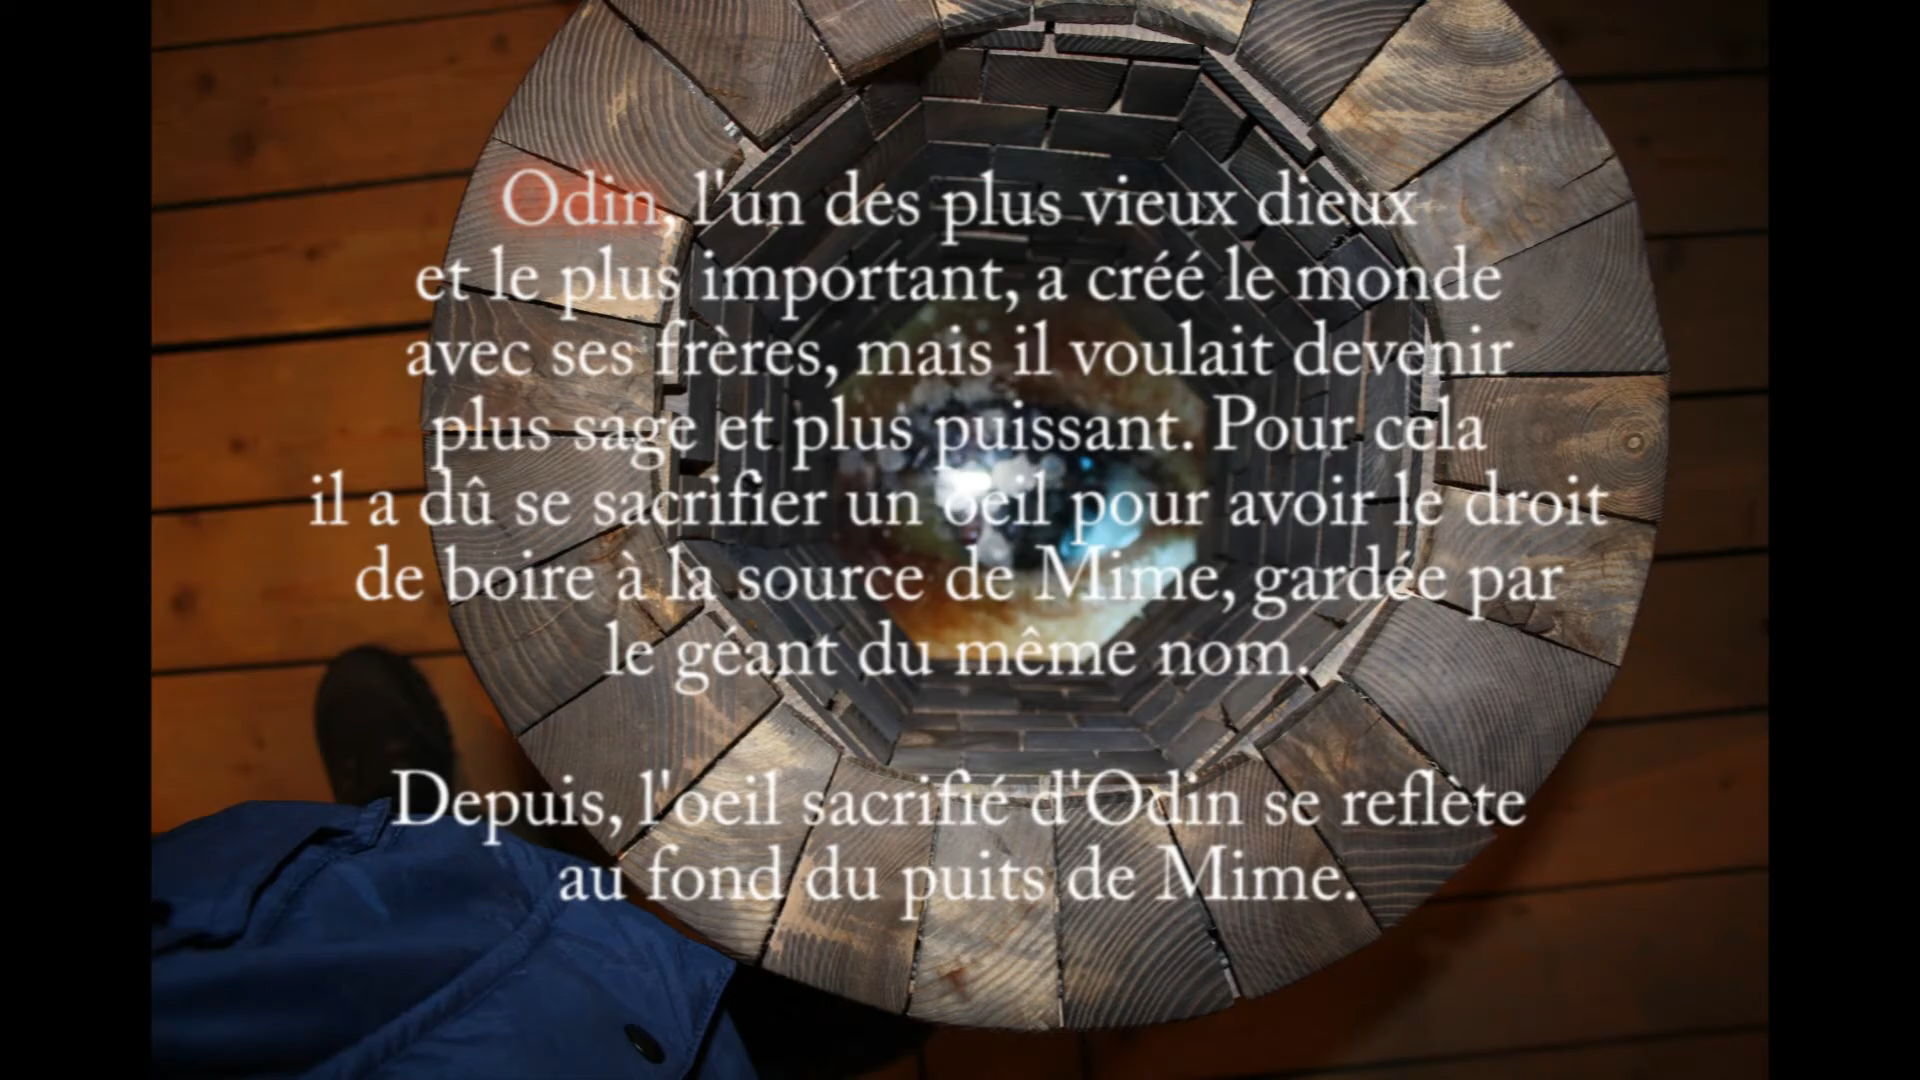 Odin, l'un des plus vieux dieux
et le plus important, a créé le monde
avec ses frères, mais il voulait devenir
plus sage et plus puissant. Pour cela
il a dû se sacrifier un oeil pour avoir le droit
de boire à la source de Mime, gardée par
le géant du même nom.
Depuis, l'oeil sacrifié d'Odin se reflète
au fond du puits de Mime.